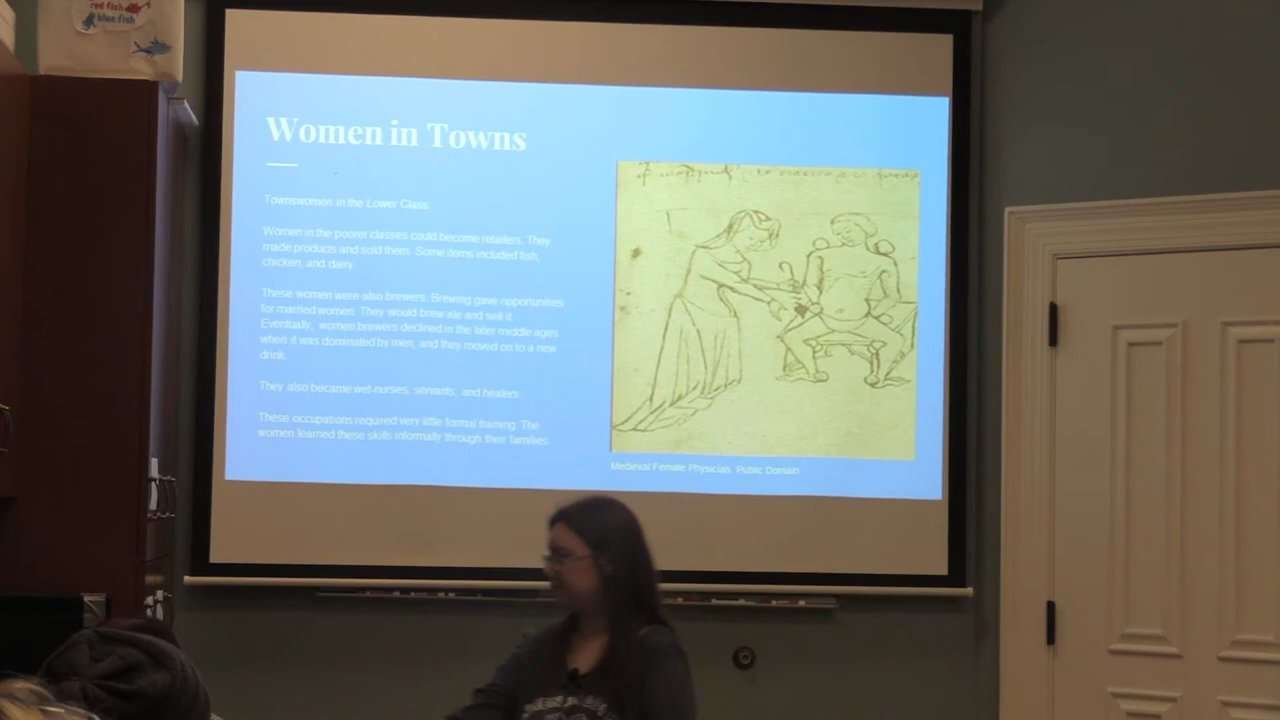 red fish
blue fish
Women in Towns
Townswomen in the Lower Class.
Women in the poorer classes could become retailers. They
made products and sold them. Some items included fish,
chicken, and dairy.
These women were also brewers. Brewing gave opportunities
for married women. They would brew ale and sell it.
Eventually, women brewers declined in the later middle ages
when it was dominated by men, and they moved on to a new
drink.
They also became wet-nurses, servants, and healers.
These occupations required very little formal training. The
women learned these skills informally through their families.
Medieval Female Physician. Public Domain